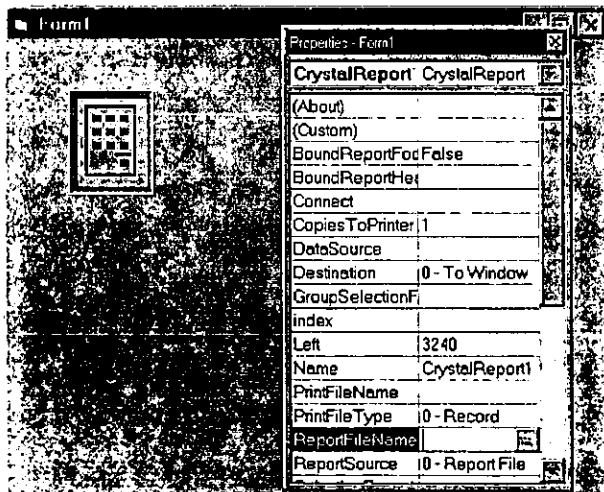 Form1
Properties - Form1
CrystalReport CrystalReport
(About)
(Custom)
BoundReportFoc False
BoundReportHea
Connect
CopiesToPrinter 1
DataSource
Destination 0 - To Window
GroupSelectionF
index
Left 3240
Name CrystalReport1
PrintFileName
PrintFileType 0 - Record
ReportFileName
ReportSource 0 - Report File